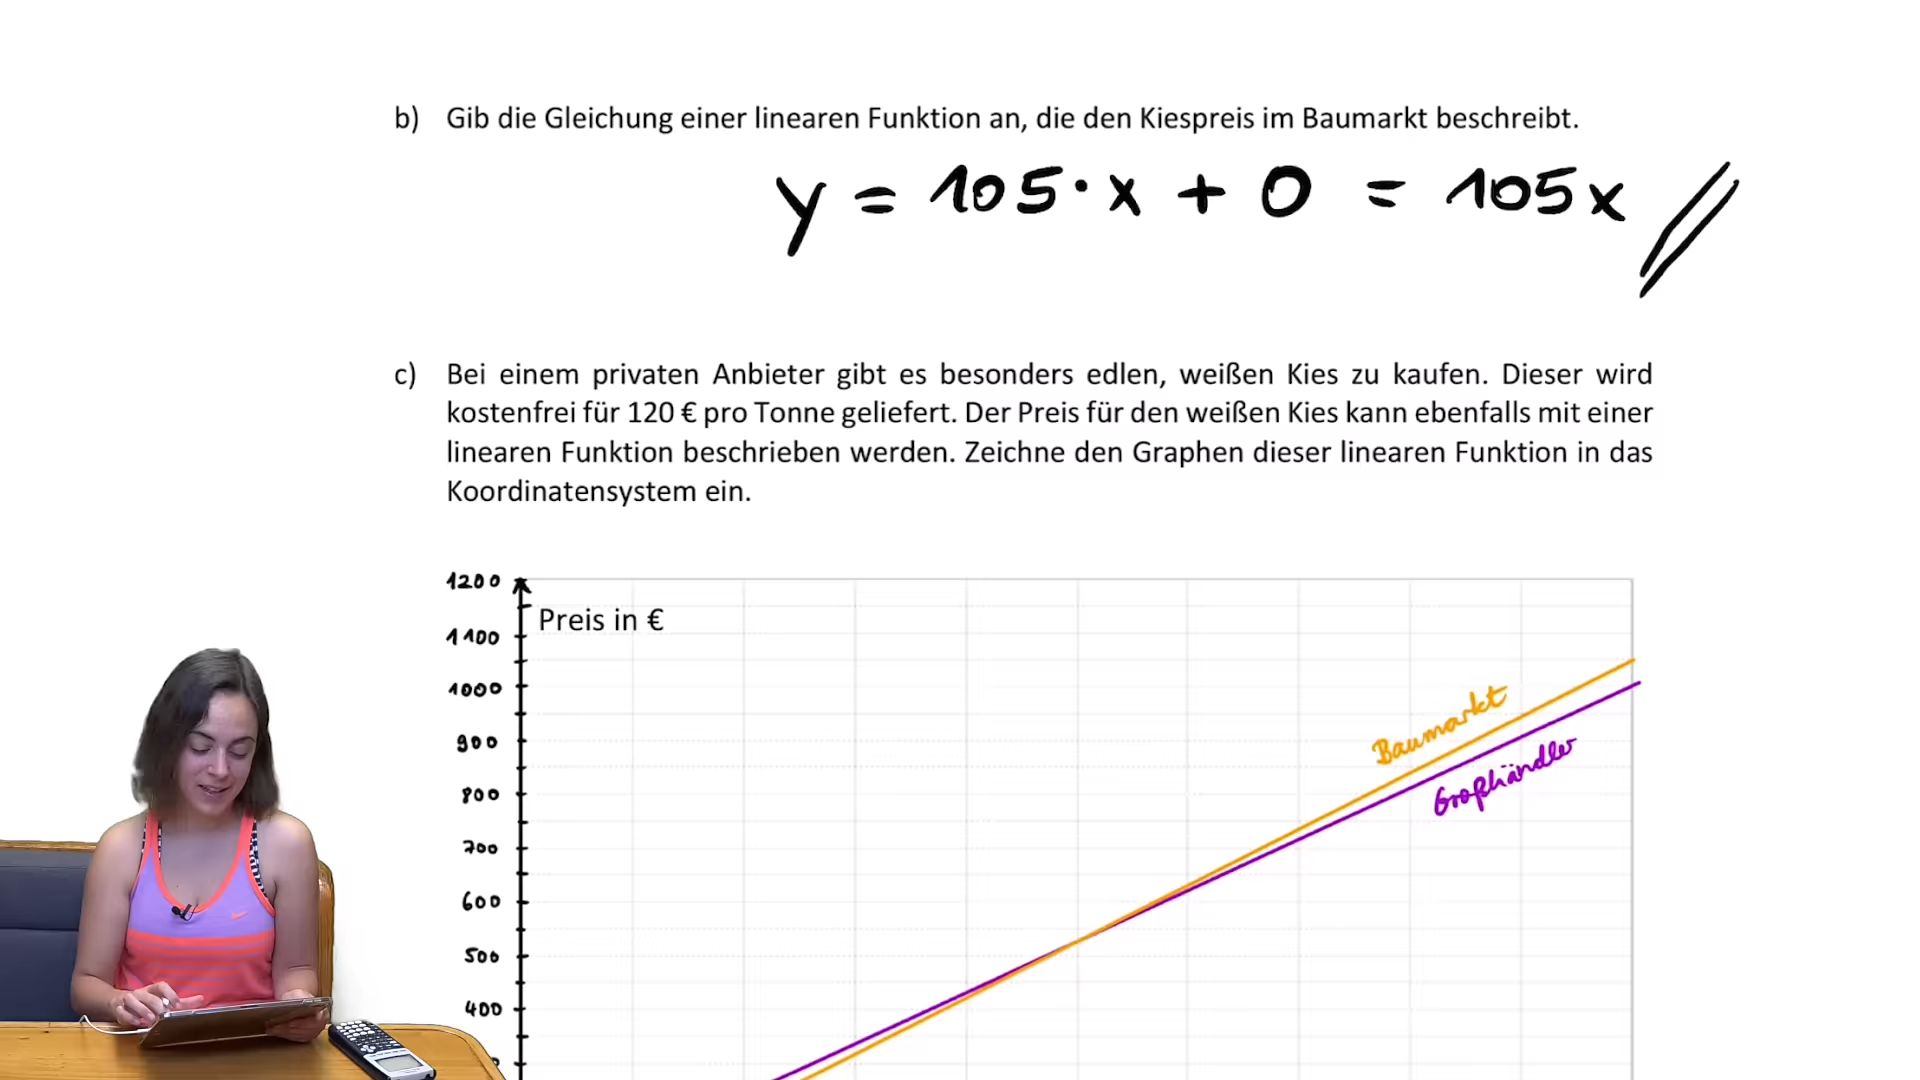 b) Gib die Gleichung einer linearen Funktion an, die den Kiespreis im Baumarkt beschreibt.
y = 105 · x + 0 = 105x
c) Bei einem privaten Anbieter gibt es besonders edlen, weißen Kies zu kaufen. Dieser wird
kostenfrei für 120 € pro Tonne geliefert. Der Preis für den weißen Kies kann ebenfalls mit einer
linearen Funktion beschrieben werden. Zeichne den Graphen dieser linearen Funktion in das
Koordinatensystem ein.
1200
Preis in €
1100
1000
Baumarkt
900
Großhändler
800
700
600
500
400